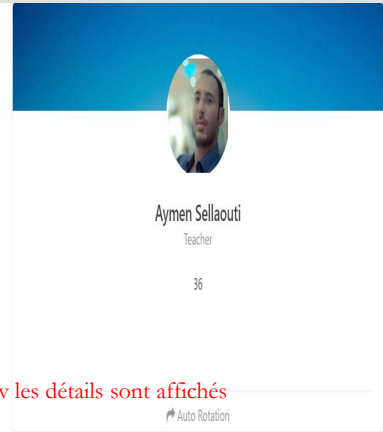 Aymen Sellaouti
Teacher
36
v les détails sont affichés
Auto Rotation